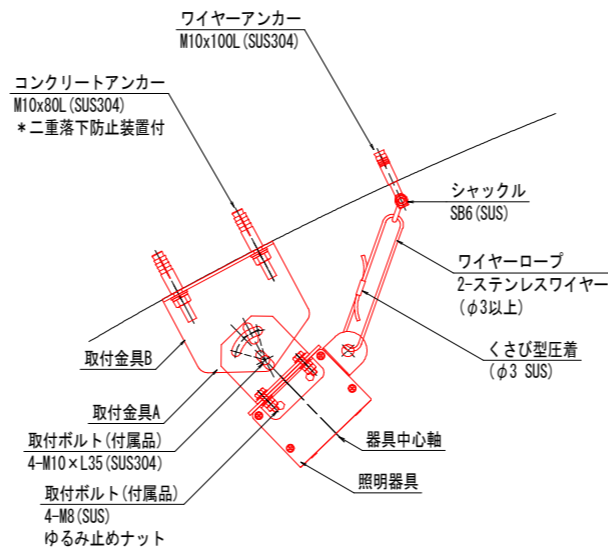 ワイヤーアンカー
M10x100L(SUS304)
コンクリートアンカー
M10x80L(SUS304)
*二重落下防止装置付
シャックル
SB6(SUS)
ワイヤーロープ
2-ステンレスワイヤー
(φ3以上)
くさび型圧着
(φ3 SUS)
取付金具B
取付金具A
取付ボルト(付属品)
4-M10×L35(SUS304)
器具中心軸
照明器具
取付ボルト(付属品)
4-M8(SUS)
ゆるみ止めナット